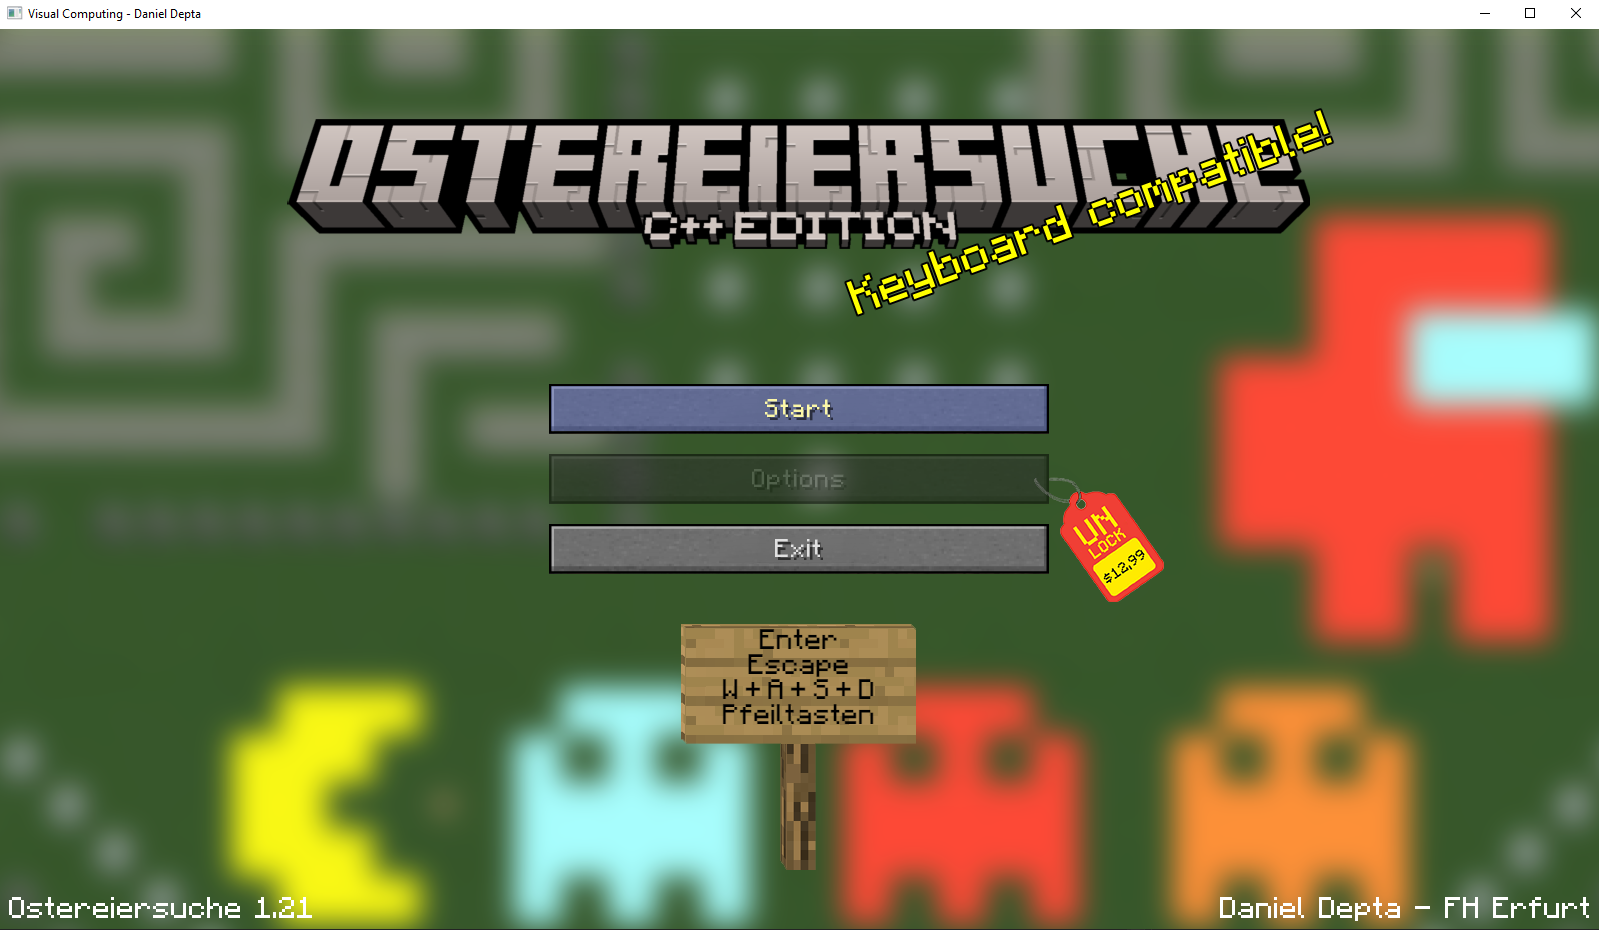 Visual Computing - Daniel Depta
OSTEREIERSUCHE
C++ EDITION
Keyboard compatible!
Start
Options
Exit
UN
LOCK
$12,99
Enter
Escape
W + A + S + D
Pfeiltasten
Ostereiersuche 1.21
Daniel Depta - FH Erfurt